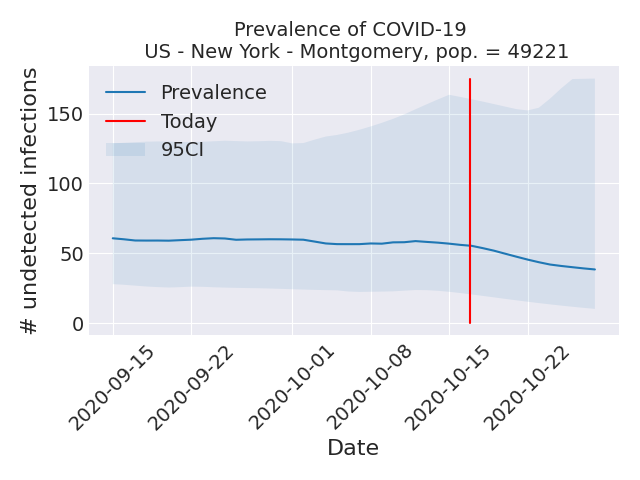 Prevalence of COVID-19
US - New York - Montgomery, pop. = 49221
# undetected infections
150
100
50
0
Prevalence
Today
95CI
2020-09-15
2020-09-22
2020-10-01
2020-10-08
2020-10-15
2020-10-22
Date